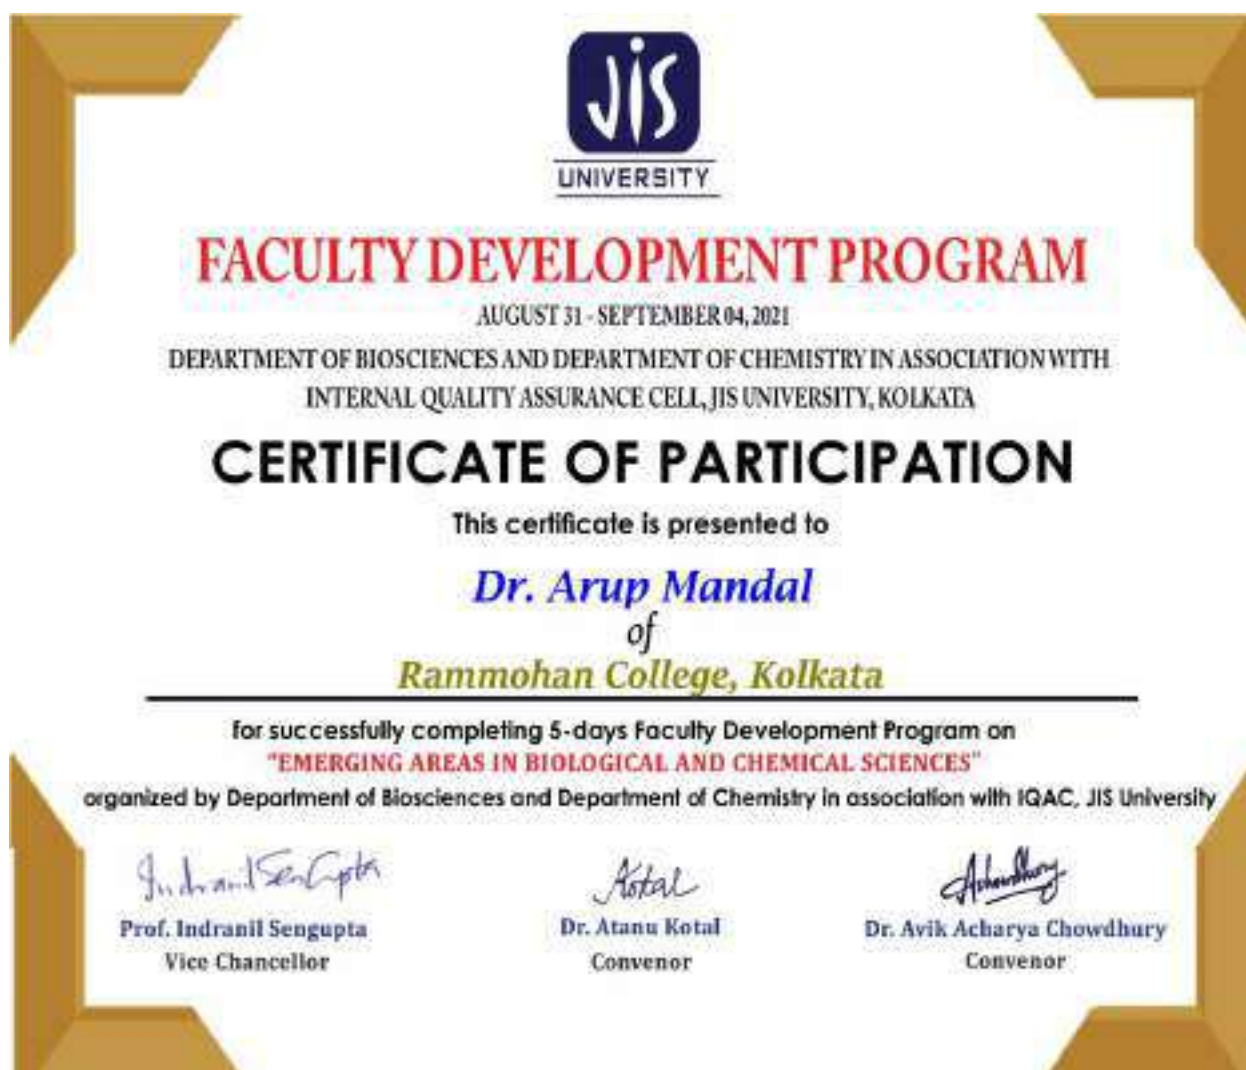 JIS
UNIVERSITY
FACULTY DEVELOPMENT PROGRAM
AUGUST 31 - SEPTEMBER 04, 2021
DEPARTMENT OF BIOSCIENCES AND DEPARTMENT OF CHEMISTRY IN ASSOCIATION WITH
INTERNAL QUALITY ASSURANCE CELL, JIS UNIVERSITY, KOLKATA
CERTIFICATE OF PARTICIPATION
This certificate is presented to
Dr. Arup Mandal
of
Rammohan College, Kolkata
for successfully completing 5-days Faculty Development Program on
"EMERGING AREAS IN BIOLOGICAL AND CHEMICAL SCIENCES"
organized by Department of Biosciences and Department of Chemistry in association with IQAC, JIS University
Indranil SenGupta AKotal AChowdhury
Prof. Indranil Sengupta Dr. Atanu Kotal Dr. Avik Acharya Chowdhury
Vice Chancellor Convenor Convenor